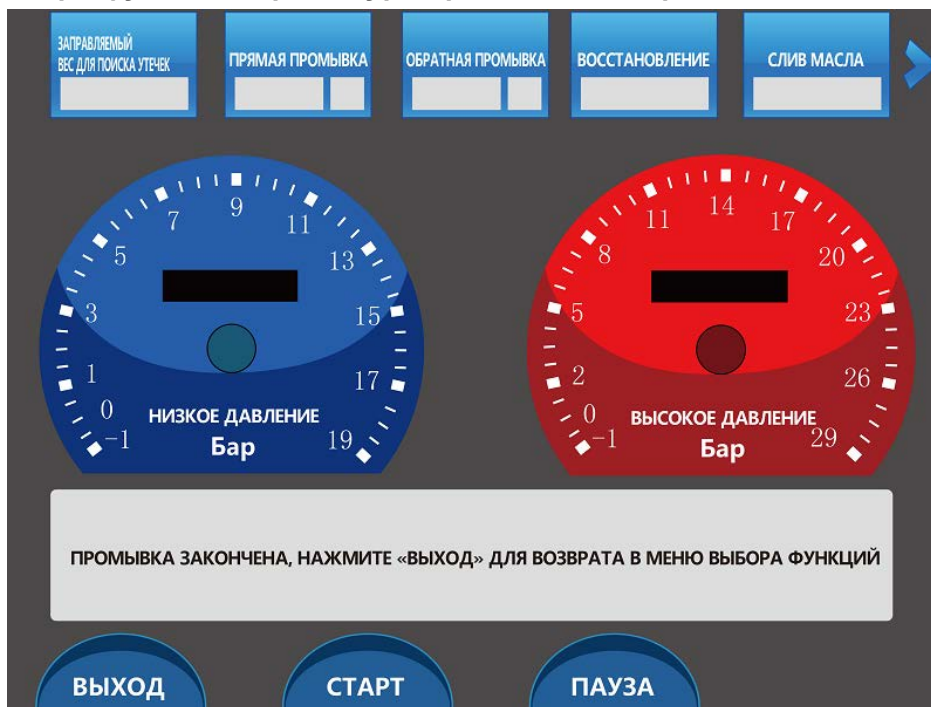 ЗАПРАВЛЯЕМЫЙ
ВЕС ДЛЯ ПОИСКА УТЕЧЕК
ПРЯМАЯ ПРОМЫВКА
ОБРАТНАЯ ПРОМЫВКА
ВОССТАНОВЛЕНИЕ
СЛИВ МАСЛА
-1 0 1 3 5 7 9 11 13 15 17 19
НИЗКОЕ ДАВЛЕНИЕ
Бар
-1 0 2 5 8 11 14 17 20 23 26 29
ВЫСОКОЕ ДАВЛЕНИЕ
Бар
ПРОМЫВКА ЗАКОНЧЕНА, НАЖМИТЕ «ВЫХОД» ДЛЯ ВОЗВРАТА В МЕНЮ ВЫБОРА ФУНКЦИЙ
ВЫХОД
СТАРТ
ПАУЗА